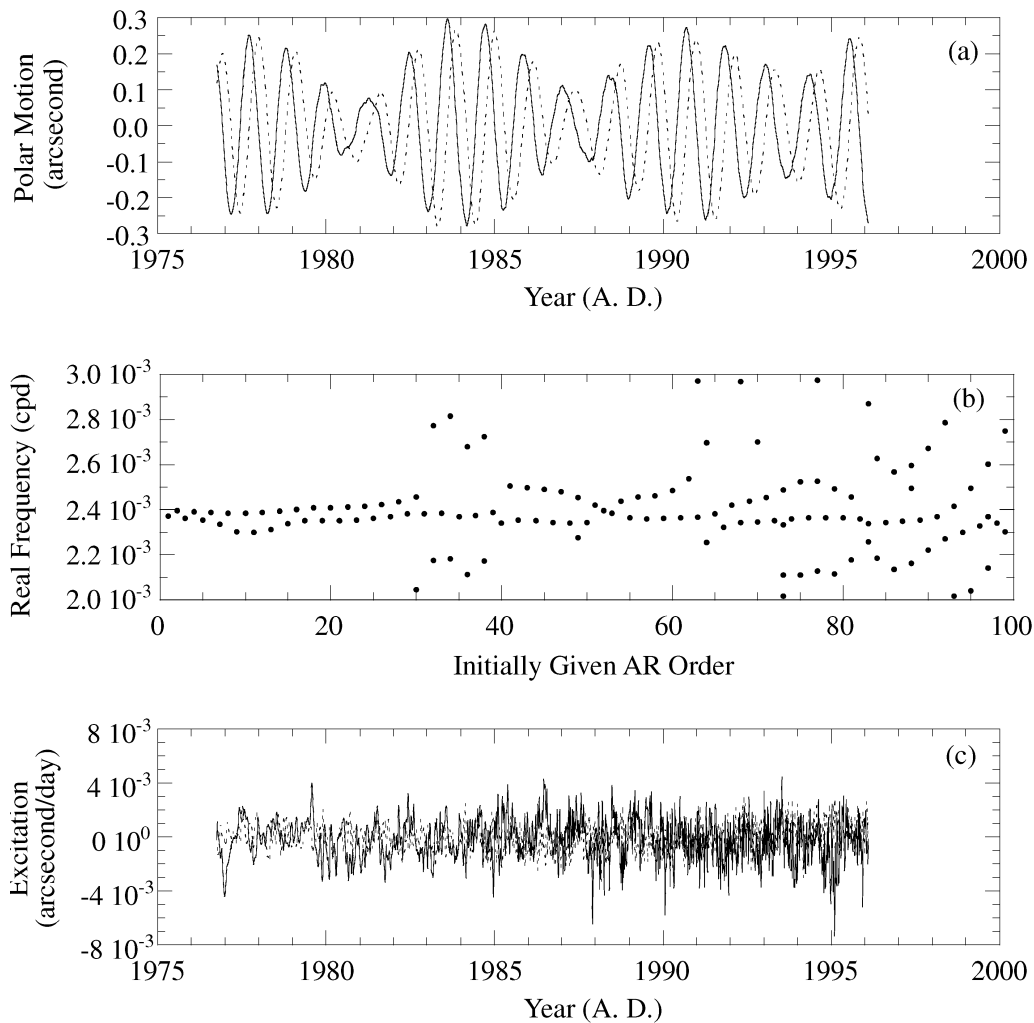 (a)
Polar Motion
(arcsecond)
0.3
0.2
0.1
0.0
-0.1
-0.2
-0.3
1975 1980 1985 1990 1995 2000
Year (A. D.)
(b)
Real Frequency (cpd)
3.0 10-3
2.8 10-3
2.6 10-3
2.4 10-3
2.2 10-3
2.0 10-3
0 20 40 60 80 100
Initially Given AR Order
(c)
Excitation
(arcsecond/day)
8 10-3
4 10-3
0 100
-4 10-3
-8 10-3
1975 1980 1985 1990 1995 2000
Year (A. D.)